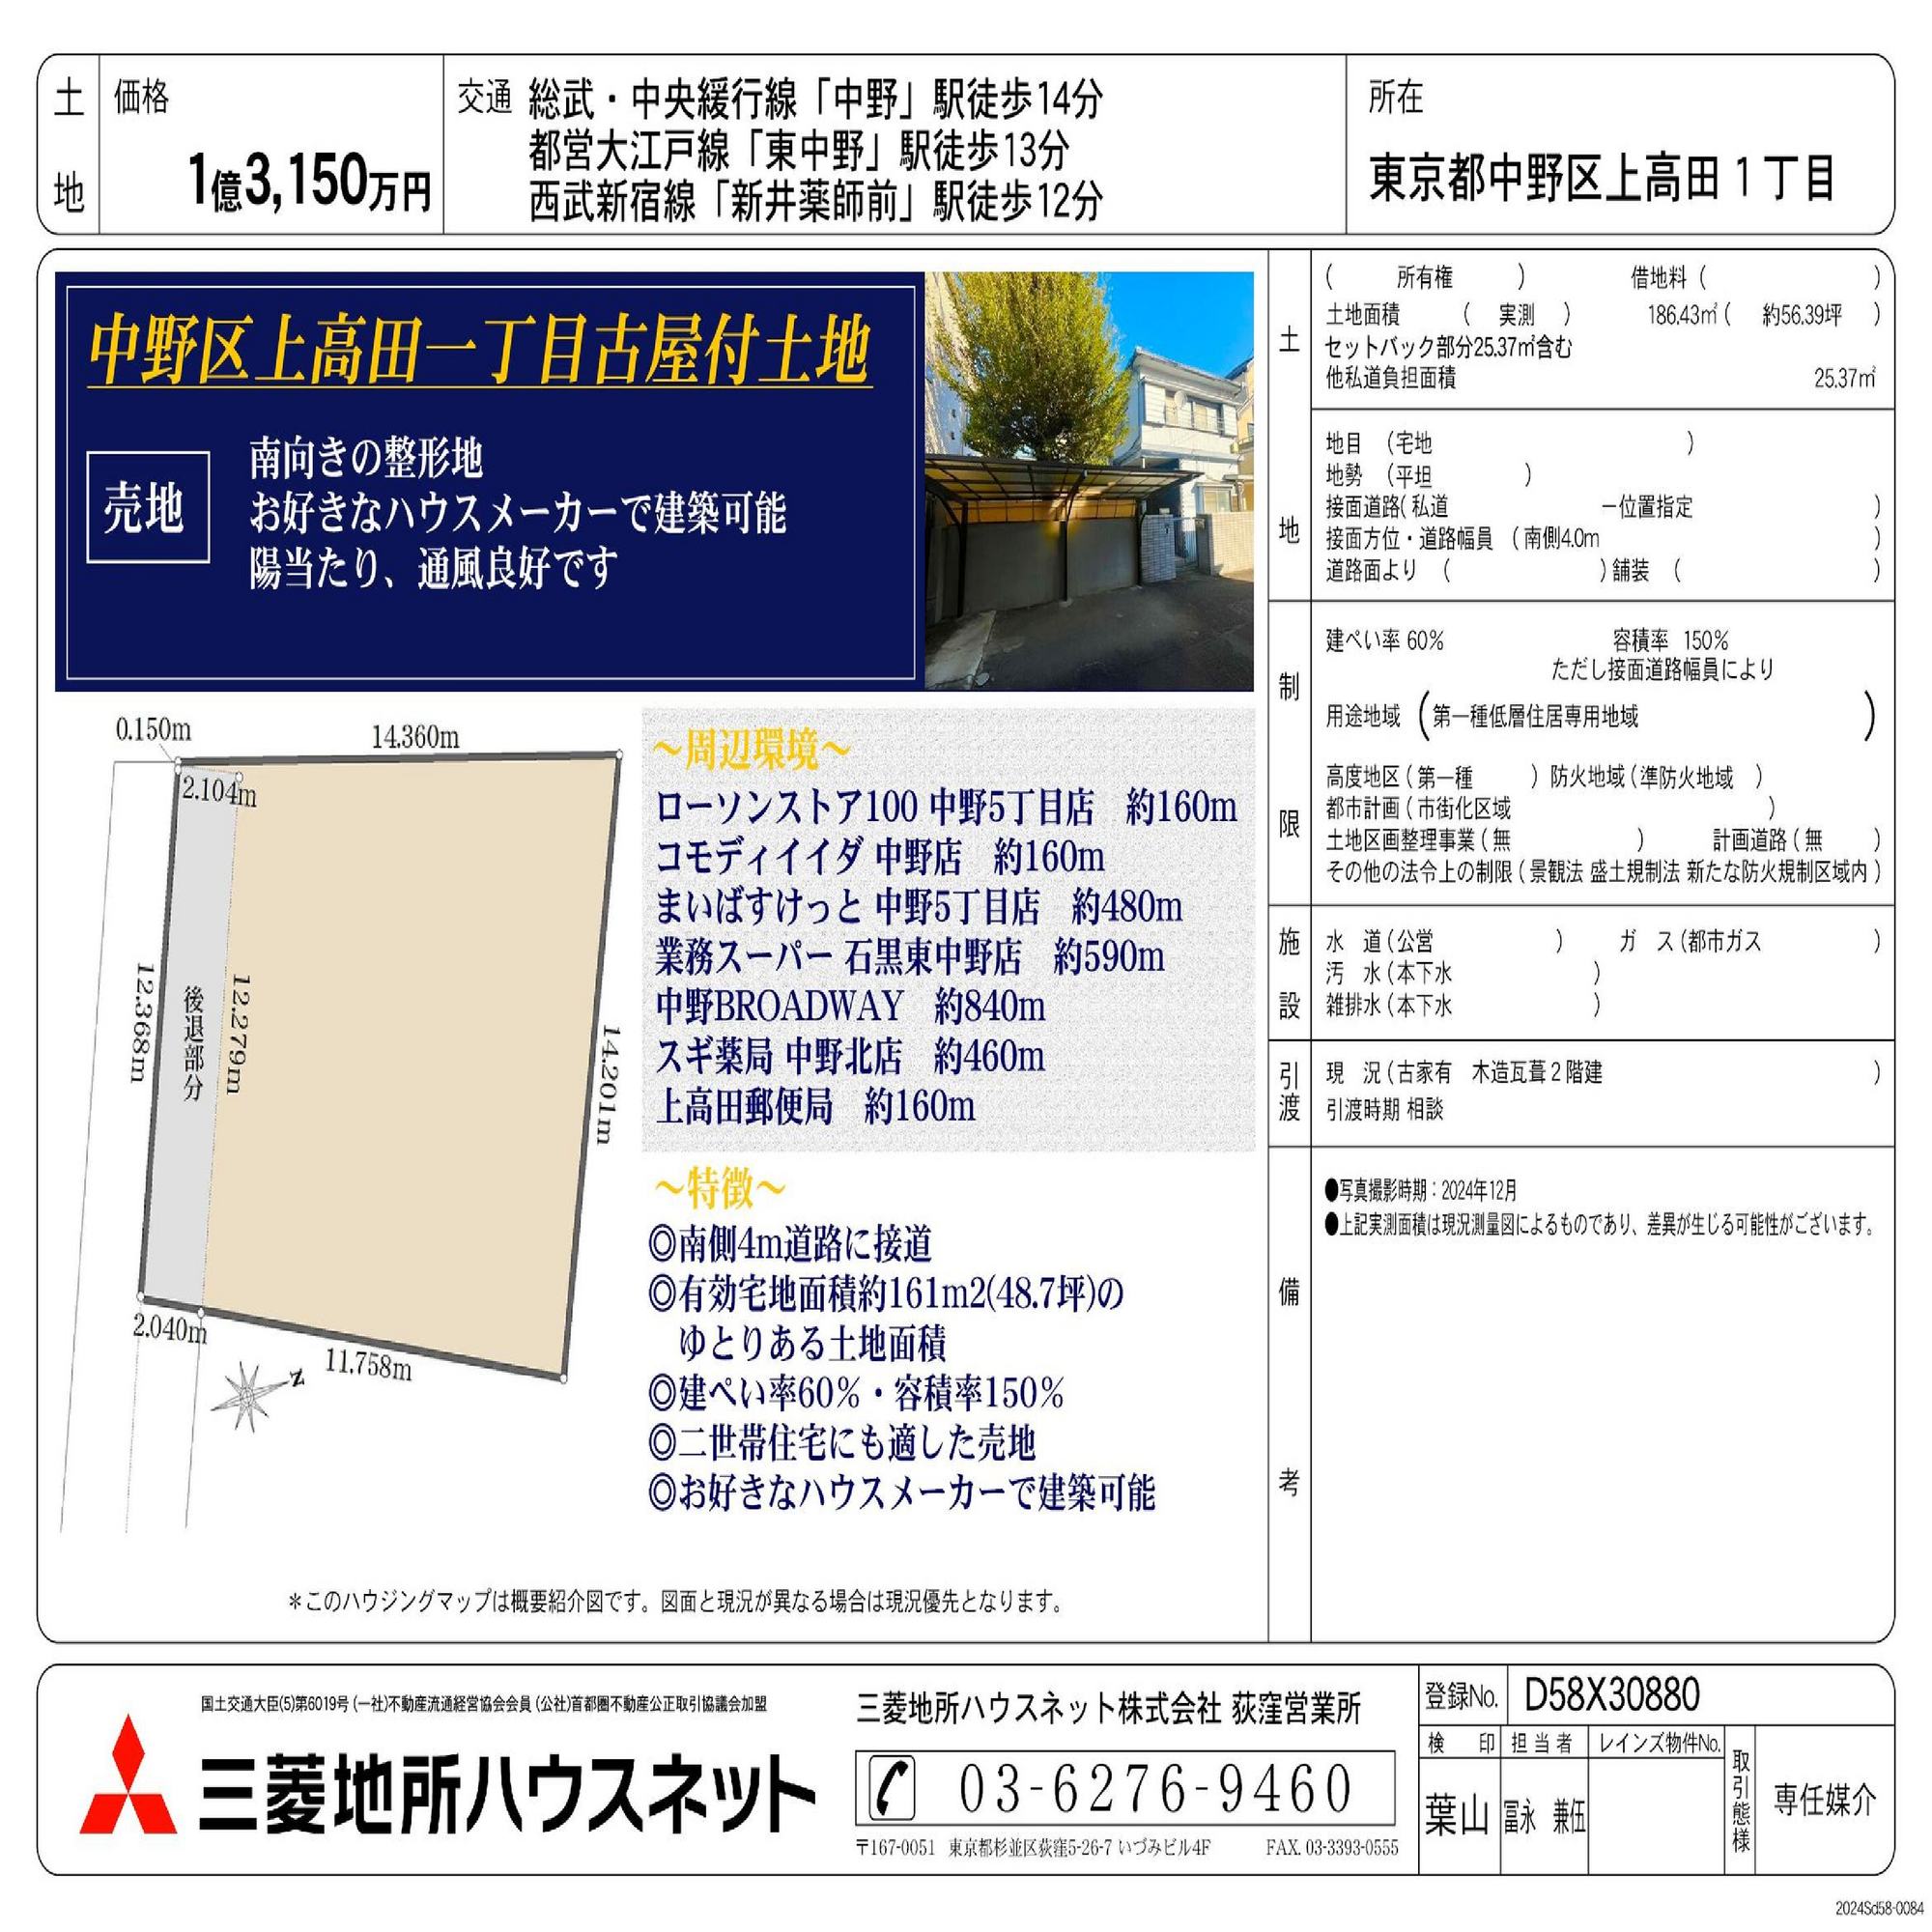 土地
価格
1億3,150万円
交通 総武・中央緩行線「中野」駅徒歩14分
都営大江戸線「東中野」駅徒歩13分
西武新宿線「新井薬師前」駅徒歩12分
所在
東京都中野区上高田１丁目
中野区上高田一丁目古屋付土地
売地
南向きの整形地
お好きなハウスメーカーで建築可能
陽当たり、通風良好です
0.150m
14.360m
2.104m
12.368m
後退部分
12.279m
14.201m
2.040m
11.758m
N
～周辺環境～
ローソンストア100 中野5丁目店 約160m
コモディイイダ 中野店 約160m
まいばすけっと 中野5丁目店 約480m
業務スーパー 石黒東中野店 約590m
中野BROADWAY 約840m
スギ薬局 中野北店 約460m
上高田郵便局 約160m
～特徴～
◎南側4m道路に接道
◎有効宅地面積約161m2(48.7坪)の
ゆとりある土地面積
◎建ぺい率60%・容積率150%
◎二世帯住宅にも適した売地
◎お好きなハウスメーカーで建築可能
＊このハウジングマップは概要紹介図です。図面と現況が異なる場合は現況優先となります。
土地
( 所有権 ) 借地料 ( )
土地面積 ( 実測 ) 186.43㎡ ( 約56.39坪 )
セットバック部分25.37㎡含む
他私道負担面積 25.37㎡
地目 (宅地 )
地勢 (平坦 )
接面道路( 私道 ー位置指定 )
接面方位・道路幅員 ( 南側4.0m )
道路面より ( ) 舗装 ( )
制限
建ぺい率 60% 容積率 150%
ただし接面道路幅員により
用途地域 (第一種低層住居専用地域 )
高度地区 ( 第一種 ) 防火地域 ( 準防火地域 )
都市計画 ( 市街化区域 )
土地区画整理事業 ( 無 ) 計画道路 ( 無 )
その他の法令上の制限 ( 景観法 盛土規制法 新たな防火規制区域内 )
施設
水 道 ( 公営 ) ガ ス (都市ガス )
汚 水 ( 本下水 )
雑排水 ( 本下水 )
引渡
現 況 ( 古家有 木造瓦葺２階建 )
引渡時期 相談
備考
●写真撮影時期：2024年12月
●上記実測面積は現況測量図によるものであり、差異が生じる可能性がございます。
国土交通大臣(5)第6019号 (一社)不動産流通経営協会会員 (公社)首都圏不動産公正取引協議会加盟
三菱地所ハウスネット
三菱地所ハウスネット株式会社 荻窪営業所
03-6276-9460
〒167-0051 東京都杉並区荻窪5-26-7 いづみビル4F FAX. 03-3393-0555
登録No. D58X30880
検 印 担当者 レインズ物件No. 取引態様
葉山 冨永 兼伍 専任媒介
2024Sd58-0084